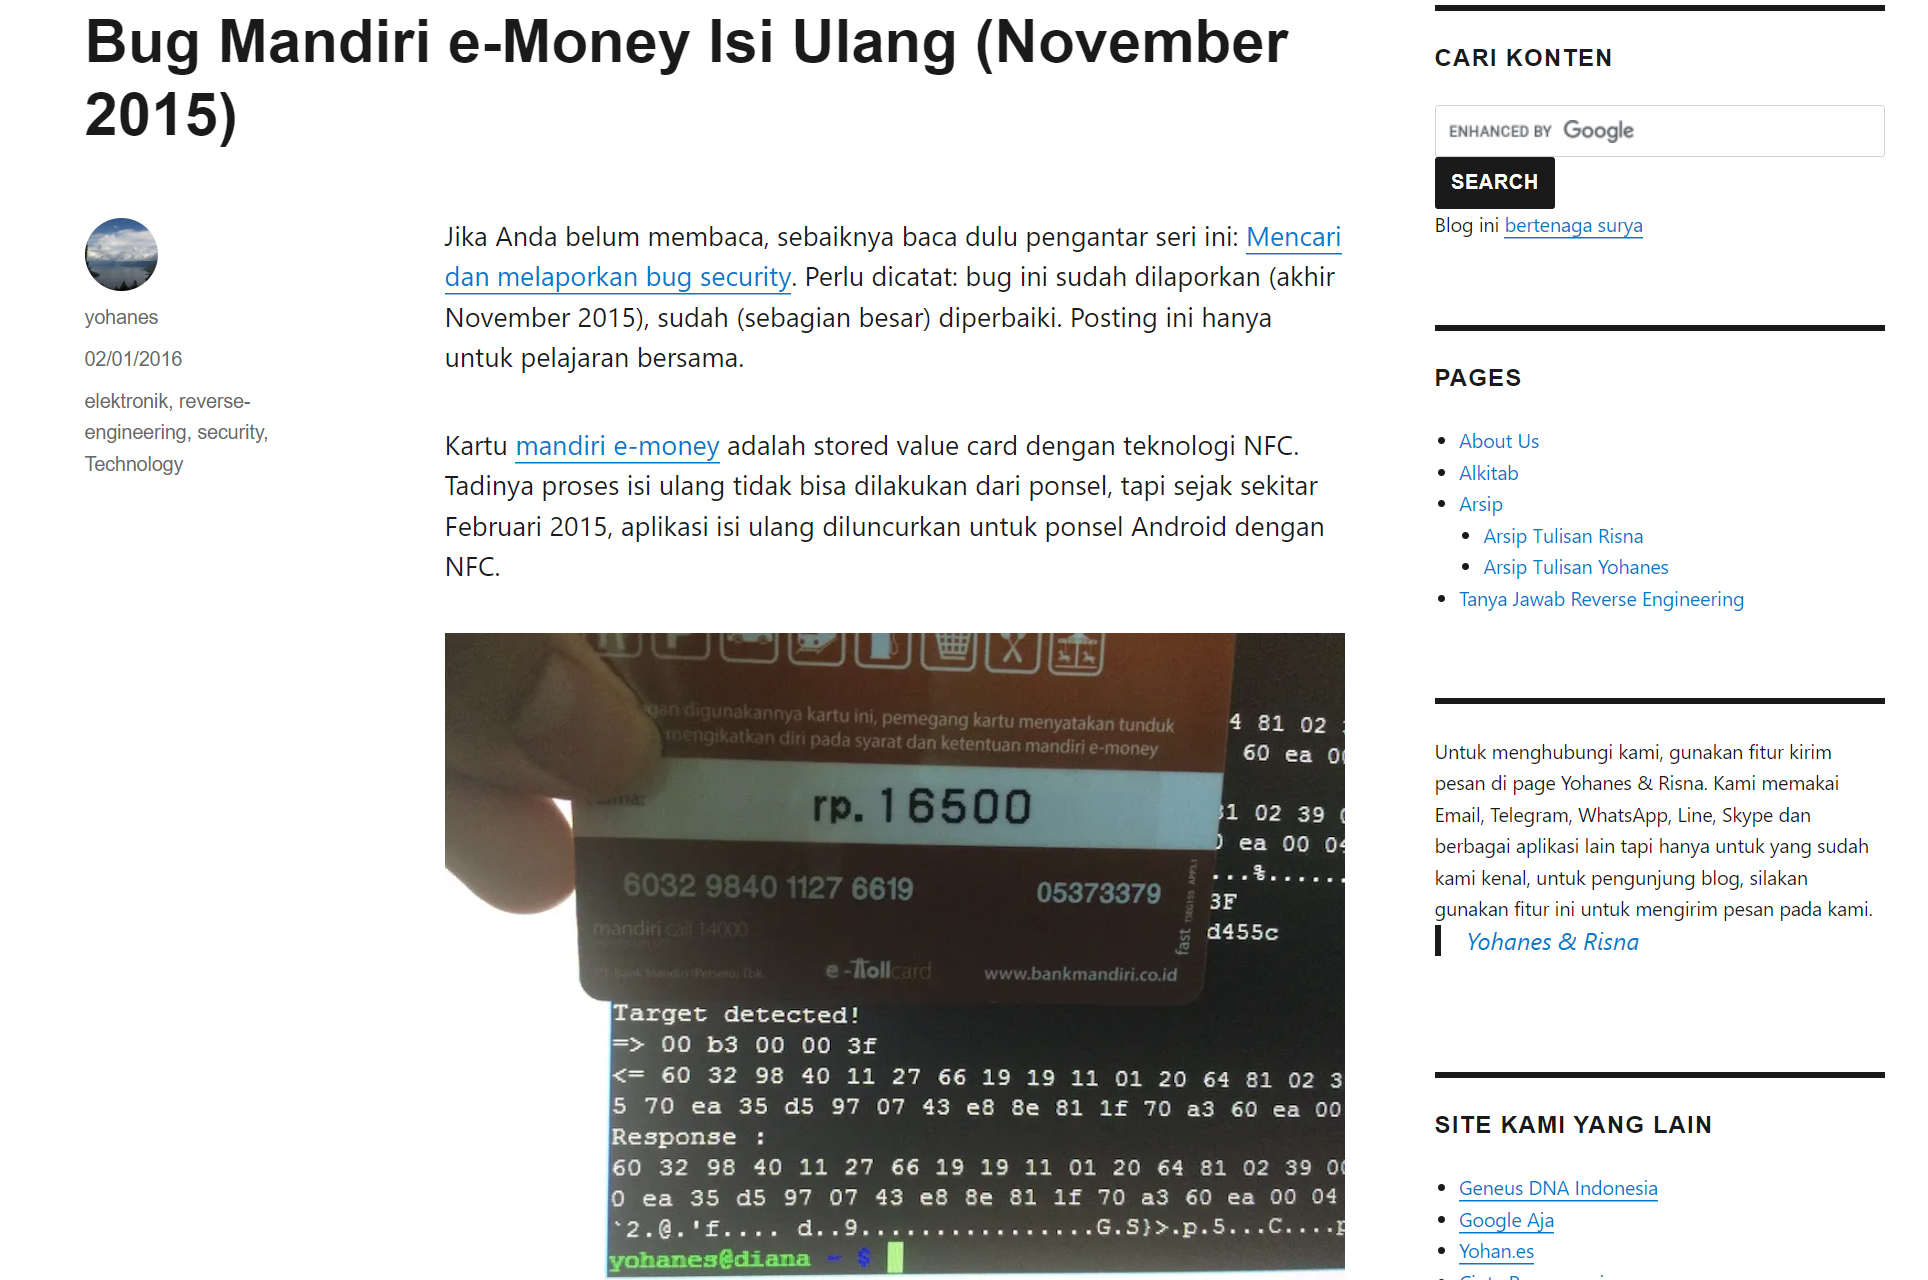 Bug Mandiri e-Money Isi Ulang (November
2015)
yohanes
02/01/2016
elektronik, reverse-
engineering, security,
Technology
Jika Anda belum membaca, sebaiknya baca dulu pengantar seri ini: Mencari
dan melaporkan bug security. Perlu dicatat: bug ini sudah dilaporkan (akhir
November 2015), sudah (sebagian besar) diperbaiki. Posting ini hanya
untuk pelajaran bersama.
Kartu mandiri e-money adalah stored value card dengan teknologi NFC.
Tadinya proses isi ulang tidak bisa dilakukan dari ponsel, tapi sejak sekitar
Februari 2015, aplikasi isi ulang diluncurkan untuk ponsel Android dengan
NFC.
digunakannya kartu ini, pemegang kartu menyatakan tunduk
mengikatkan diri pada syarat dan ketentuan mandiri e-money
rp. 16500
6032 9840 1127 6619 05373379
mandiri call 14000
PT. Bank Mandiri (Persero) Tbk. e-Tollcard www.bankmandiri.co.id
fast
4 81 02
60 ea
02 39
ea 00 04
...%......
3F
d455c
Target detected!
=> 00 b3 00 00 3f
<= 60 32 98 40 11 27 66 19 19 11 01 20 64 81 02 3
5 70 ea 35 d5 97 07 43 e8 8e 81 1f 70 a3 60 ea 00
Response :
60 32 98 40 11 27 66 19 19 11 01 20 64 81 02 39 00
0 ea 35 d5 97 07 43 e8 8e 81 1f 70 a3 60 ea 00 04
`2.@.'f.... d..9................G.S}>.p.5...C....p
yohanes@diana ~ $
CARI KONTEN
ENHANCED BY Google
SEARCH
Blog ini bertenaga surya
PAGES
About Us
Alkitab
Arsip
Arsip Tulisan Risna
Arsip Tulisan Yohanes
Tanya Jawab Reverse Engineering
Untuk menghubungi kami, gunakan fitur kirim
pesan di page Yohanes & Risna. Kami memakai
Email, Telegram, WhatsApp, Line, Skype dan
berbagai aplikasi lain tapi hanya untuk yang sudah
kami kenal, untuk pengunjung blog, silakan
gunakan fitur ini untuk mengirim pesan pada kami.
Yohanes & Risna
SITE KAMI YANG LAIN
Geneus DNA Indonesia
Google Aja
Yohan.es